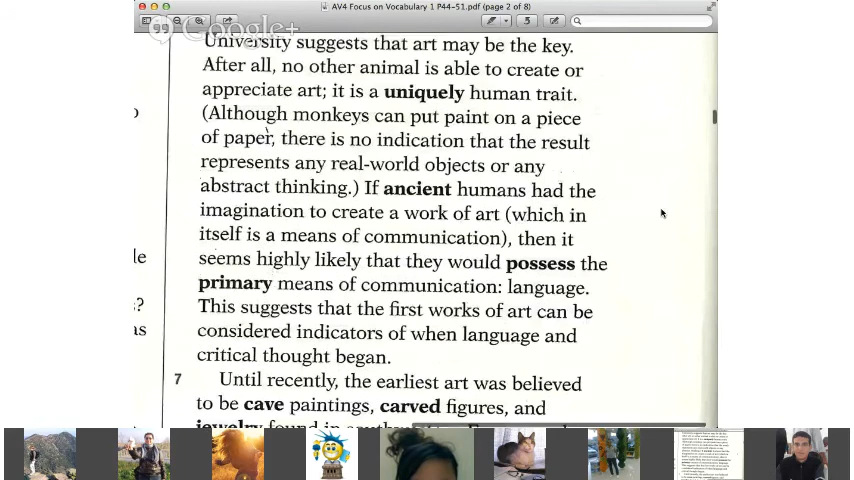 AV4 Focus on Vocabulary 1 P44-51.pdf (page 2 of 8)
Google+
University suggests that art may be the key.
After all, no other animal is able to create or
appreciate art; it is a uniquely human trait.
(Although monkeys can put paint on a piece
of paper, there is no indication that the result
represents any real-world objects or any
abstract thinking.) If ancient humans had the
imagination to create a work of art (which in
itself is a means of communication), then it
seems highly likely that they would possess the
primary means of communication: language.
This suggests that the first works of art can be
considered indicators of when language and
critical thought began.
7
Until recently, the earliest art was believed
to be cave paintings, carved figures, and
jewelry found in
le
?
as